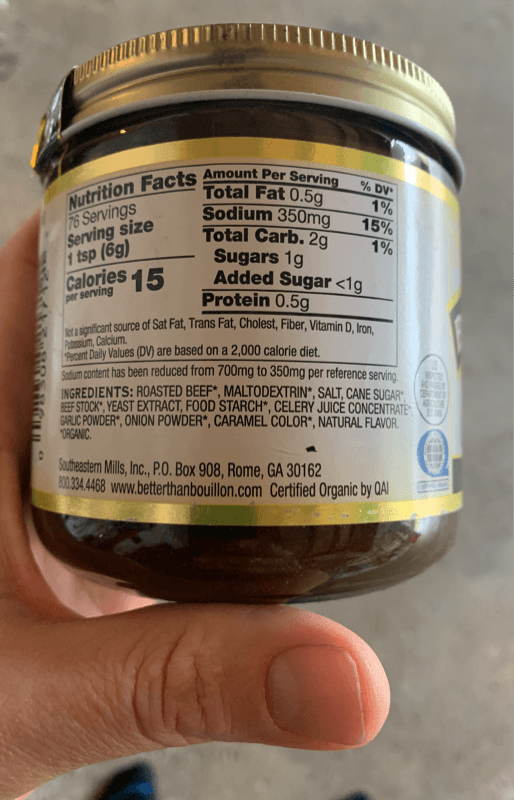 Nutrition Facts
76 Servings
Serving size
1 tsp (6g)
Calories 15
per serving
Amount Per Serving % DV*
Total Fat 0.5g 1%
Sodium 350mg 15%
Total Carb. 2g 1%
Sugars 1g
Added Sugar <1g
Protein 0.5g
Not a significant source of Sat Fat, Trans Fat, Cholest, Fiber, Vitamin D, Iron,
Potassium, Calcium.
*Percent Daily Values (DV) are based on a 2,000 calorie diet.
Sodium content has been reduced from 700mg to 350mg per reference serving.
INGREDIENTS: ROASTED BEEF*, MALTODEXTRIN*, SALT, CANE SUGAR*,
BEEF STOCK*, YEAST EXTRACT, FOOD STARCH*, CELERY JUICE CONCENTRATE*,
GARLIC POWDER*, ONION POWDER*, CARAMEL COLOR*, NATURAL FLAVOR.
*ORGANIC.
Southeastern Mills, Inc., P.O. Box 908, Rome, GA 30162
800.334.4468 www.betterthanbouillon.com Certified Organic by QAI